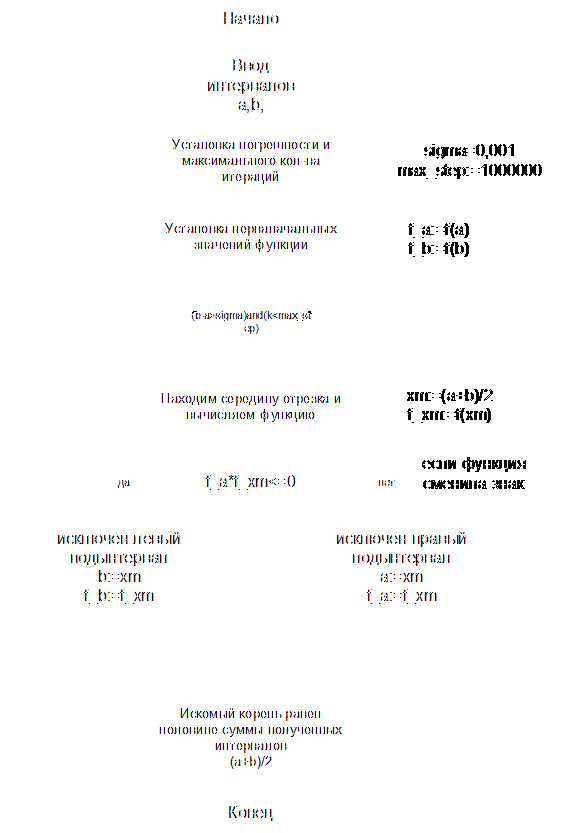 Начало
Ввод
интервалов
a,b,
Установка погрешности и
максимального кол-ва
итераций
sigma=0,001
max_step:=1000000
Установка первоначальных
значений функции
f_a:=f(a)
f_b:=f(b)
(b-a>sigma)and(k<max_st
ep)
Находим середину отрезка и
вычисляем функцию
xm:=(a+b)/2
f_xm:=f(xm)
если функция
сменила знак
да
f_a*f_xm<=0
нет
исключен левый
подынтервал
b:=xm
f_b:=f_xm
исключен правый
подынтервал
a:=xm
f_a:=f_xm
Искомый корень равен
половине суммы полученных
интервалов
(a+b)/2
Конец